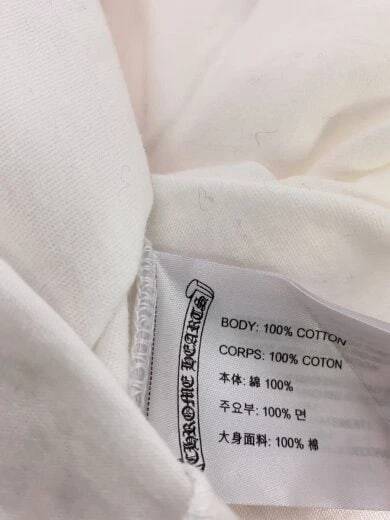 CHROME HEARTS
BODY: 100% COTTON
CORPS: 100% COTON
本体: 綿 100%
주요부: 100% 면
大身面料: 100% 棉